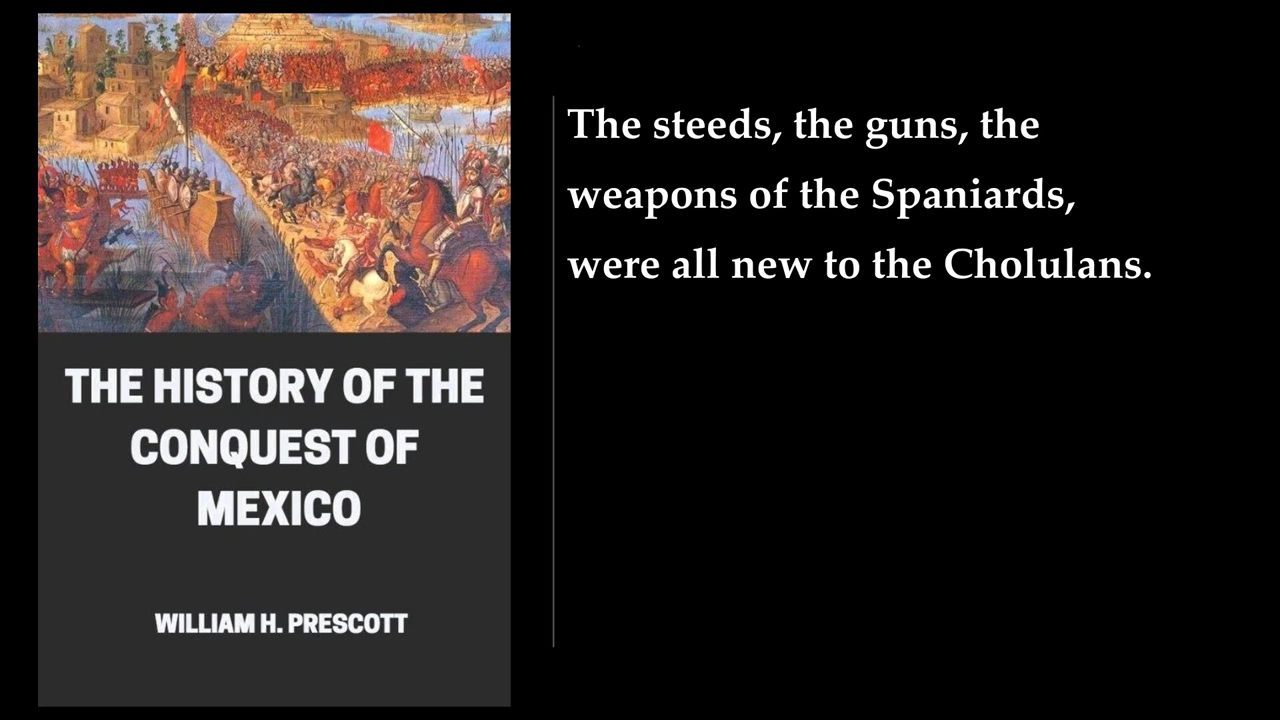 THE HISTORY OF THE
CONQUEST OF
MEXICO
WILLIAM H. PRESCOTT
The steeds, the guns, the
weapons of the Spaniards,
were all new to the Cholulans.